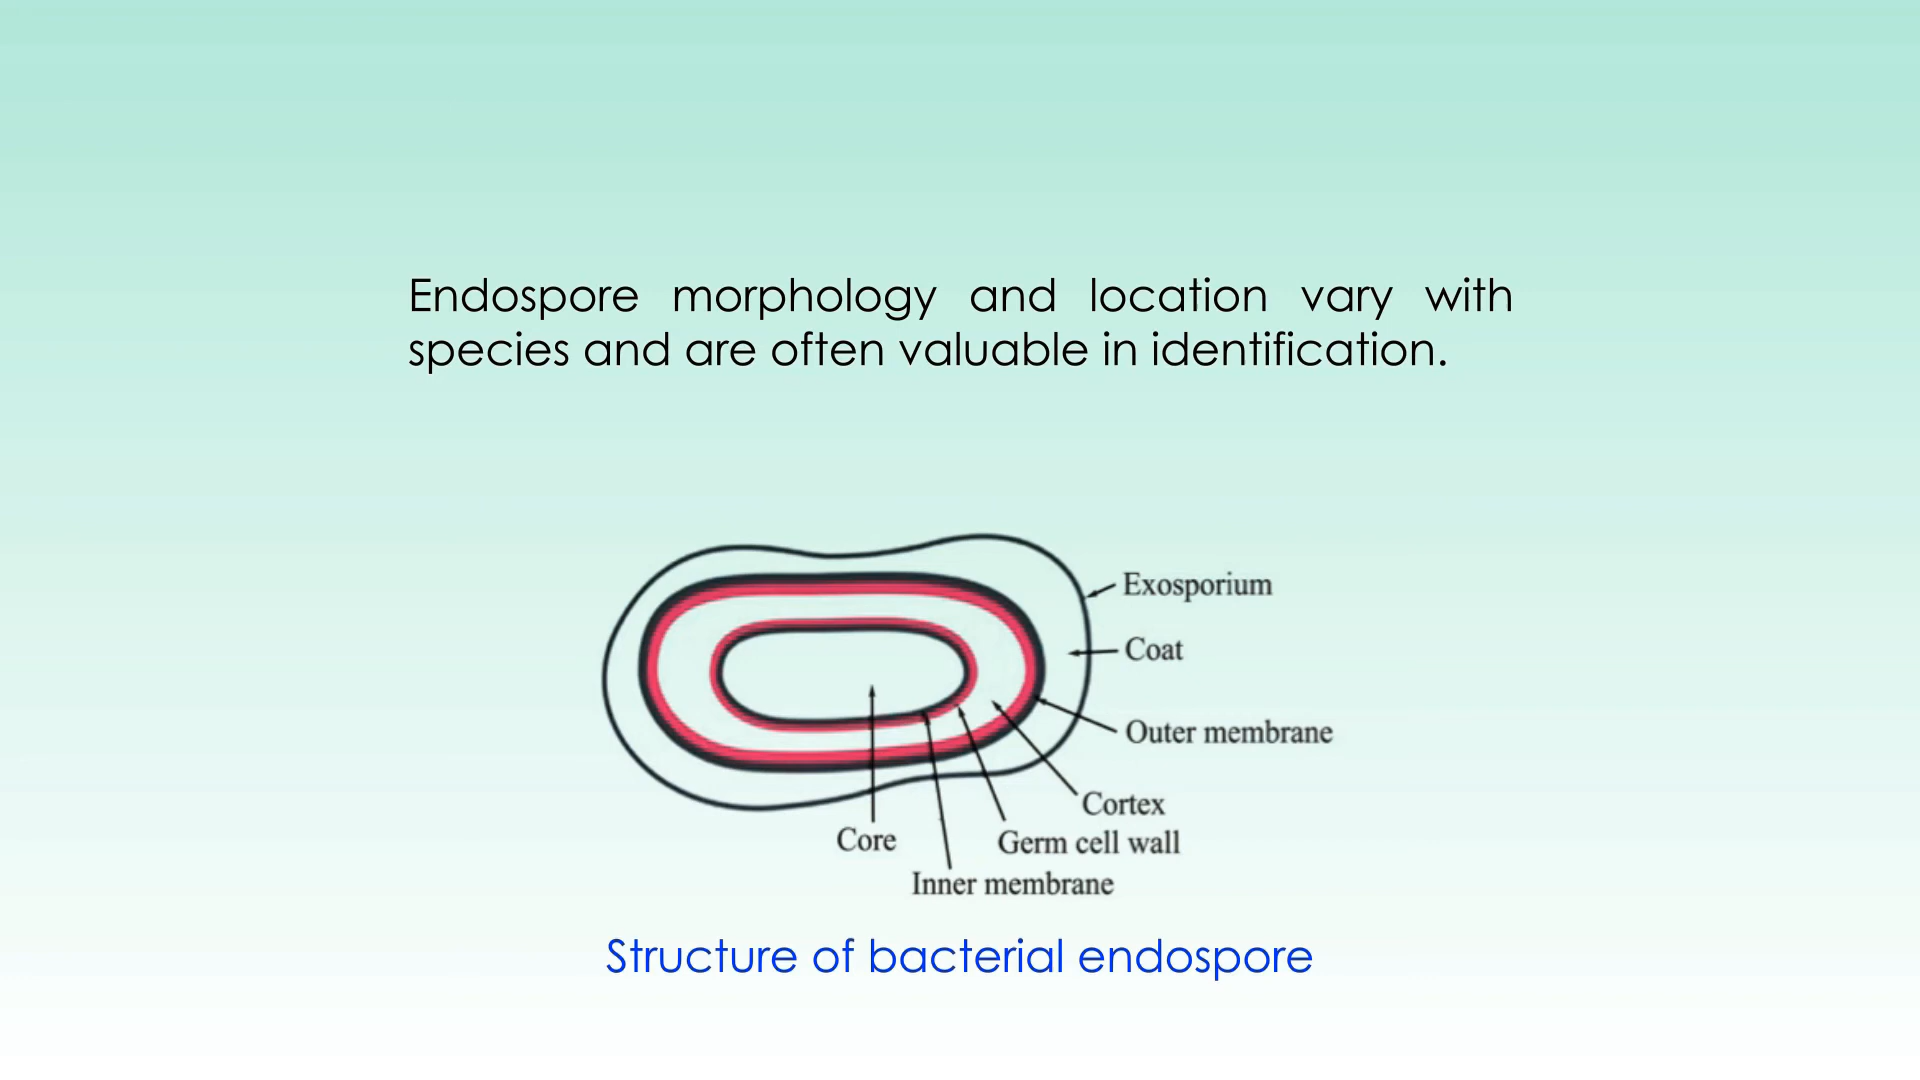 Endospore morphology and location vary with
species and are often valuable in identification.
Exosporium
Coat
Outer membrane
Cortex
Core
Germ cell wall
Inner membrane
Structure of bacterial endospore